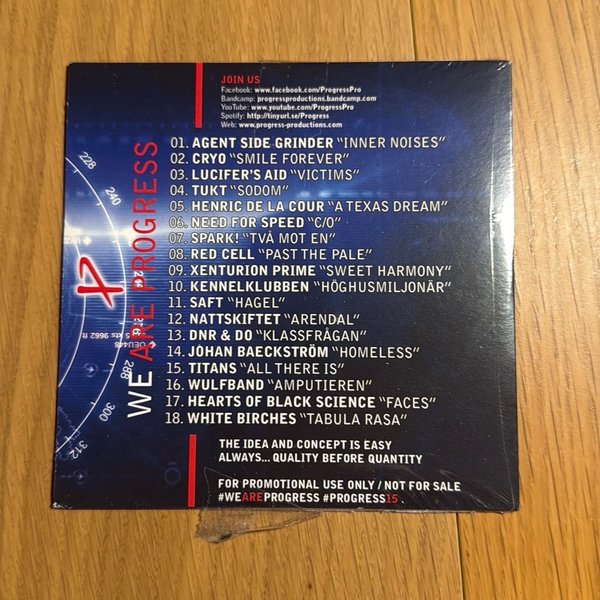 JOIN US
Facebook: www.facebook.com/ProgressPro
Bandcamp: progressproductions.bandcamp.com
YouTube: www.youtube.com/ProgressPro
Spotify: http://tinyurl.se/Progress
Web: www.progress-productions.com
WE ARE PROGRESS
01. AGENT SIDE GRINDER “INNER NOISES”
02. CRYO “SMILE FOREVER”
03. LUCIFER’S AID “VICTIMS”
04. TUKT “SODOM”
05. HENRIC DE LA COUR “A TEXAS DREAM”
06. NEED FOR SPEED “C/O”
07. SPARK! “TVÅ MOT EN”
08. RED CELL “PAST THE PALE”
09. XENTURION PRIME “SWEET HARMONY”
10. KENNELKLUBBEN “HÖGHUSMILJONÄR”
11. SAFT “HAGEL”
12. NATTSKIFTET “ARENDAL”
13. DNR & DO “KLASSFRÅGAN”
14. JOHAN BAECKSTRÖM “HOMELESS”
15. TITANS “ALL THERE IS”
16. WULFBAND “AMPUTIEREN”
17. HEARTS OF BLACK SCIENCE “FACES”
18. WHITE BIRCHES “TABULA RASA”
THE IDEA AND CONCEPT IS EASY
ALWAYS... QUALITY BEFORE QUANTITY
FOR PROMOTIONAL USE ONLY / NOT FOR SALE
#WEAREPROGRESS #PROGRESS15
228
240
288
300
312